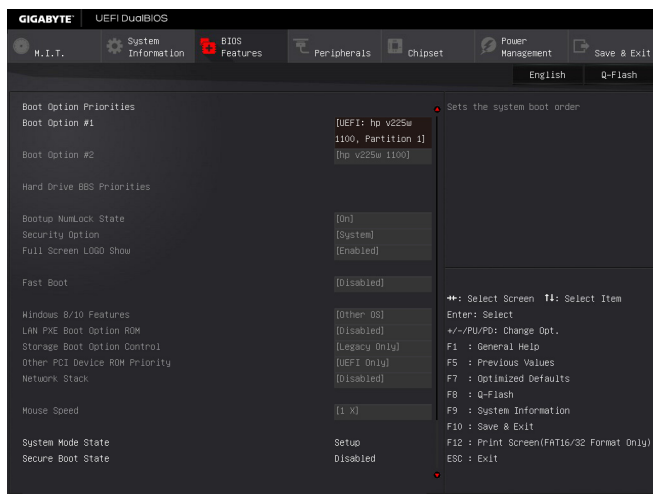 GIGABYTE™ UEFI DualBIOS
M.I.T. System Information BIOS Features Peripherals Chipset Power Management Save & Exit
English Q-Flash
Boot Option Priorities
Boot Option #1 [UEFI: hp v225w 1100, Partition 1]
Boot Option #2 [hp v225w 1100]
Hard Drive BBS Priorities
Bootup NumLock State [On]
Security Option [System]
Full Screen LOGO Show [Enabled]
Fast Boot [Disabled]
Windows 8/10 Features [Other OS]
LAN PXE Boot Option ROM [Disabled]
Storage Boot Option Control [Legacy Only]
Other PCI Device ROM Priority [UEFI Only]
Network Stack [Disabled]
Mouse Speed [1 X]
System Mode State Setup
Secure Boot State Disabled
Sets the system boot order
→←: Select Screen ↑↓: Select Item
Enter: Select
+/-/PU/PD: Change Opt.
F1 : General Help
F5 : Previous Values
F7 : Optimized Defaults
F8 : Q-Flash
F9 : System Information
F10 : Save & Exit
F12 : Print Screen(FAT16/32 Format Only)
ESC : Exit